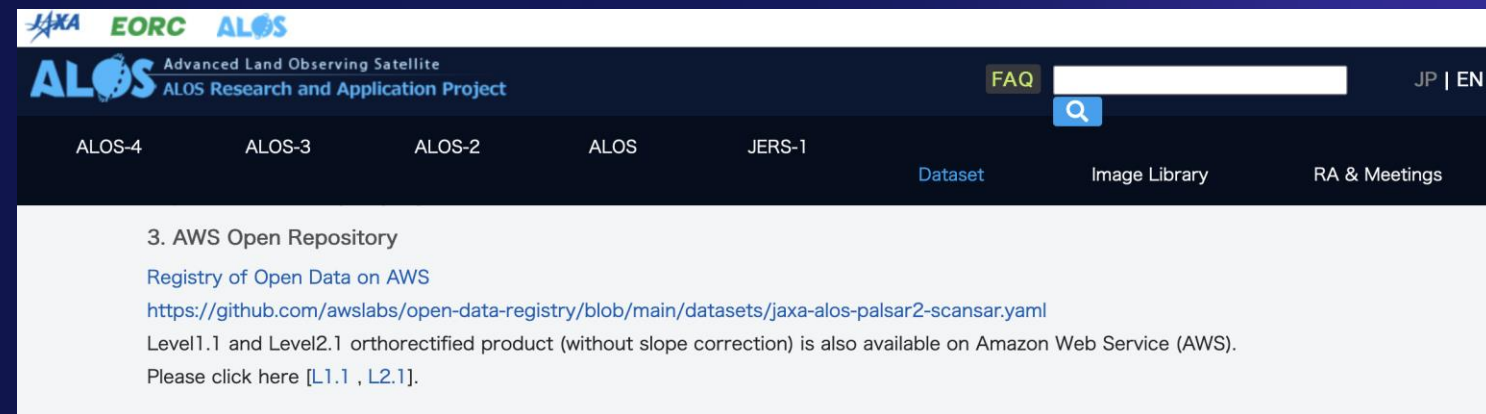 JAXA EORC ALOS
ALOS Advanced Land Observing Satellite
ALOS Research and Application Project
FAQ
JP | EN
ALOS-4 ALOS-3 ALOS-2 ALOS JERS-1
Dataset Image Library RA & Meetings
3. AWS Open Repository
Registry of Open Data on AWS
https://github.com/awslabs/open-data-registry/blob/main/datasets/jaxa-alos-palsar2-scansar.yaml
Level1.1 and Level2.1 orthorectified product (without slope correction) is also available on Amazon Web Service (AWS).
Please click here [L1.1 , L2.1].